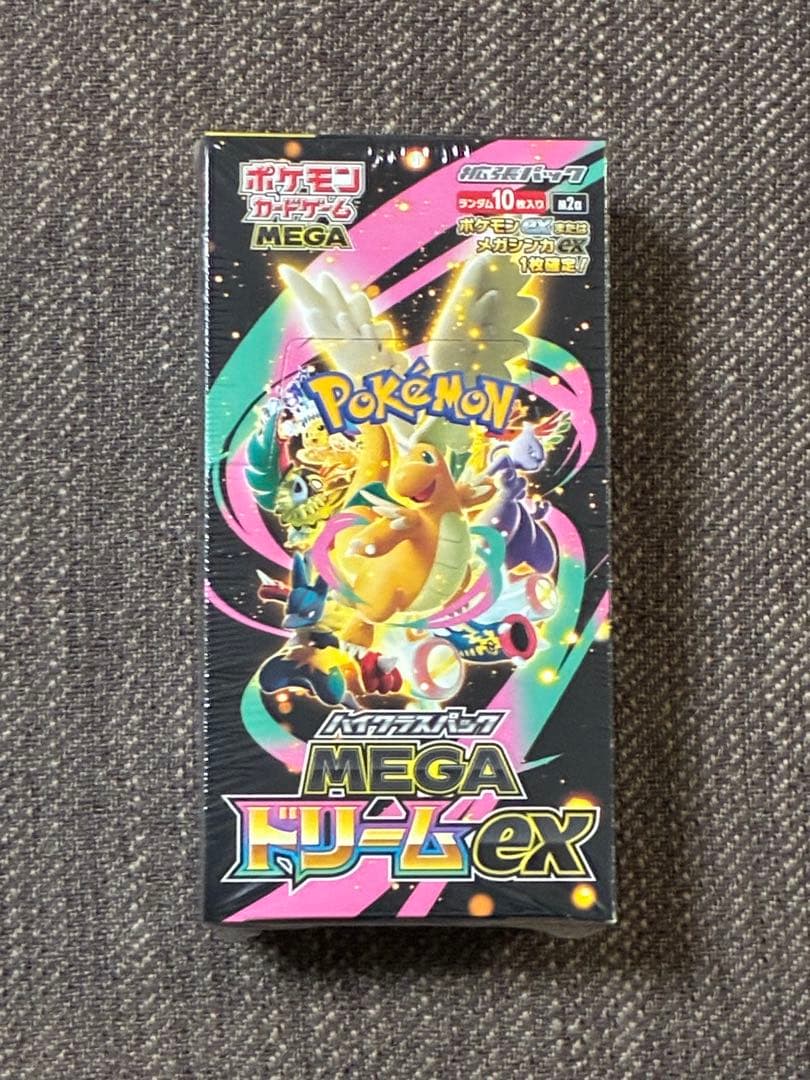 ポケモン
カードゲーム
MEGA
拡張パック
ランダム10枚入り
ポケモンexまたは
メガシンカex
1枚確定!
POKéMON
ハイクラスパック
MEGA
ドリームex